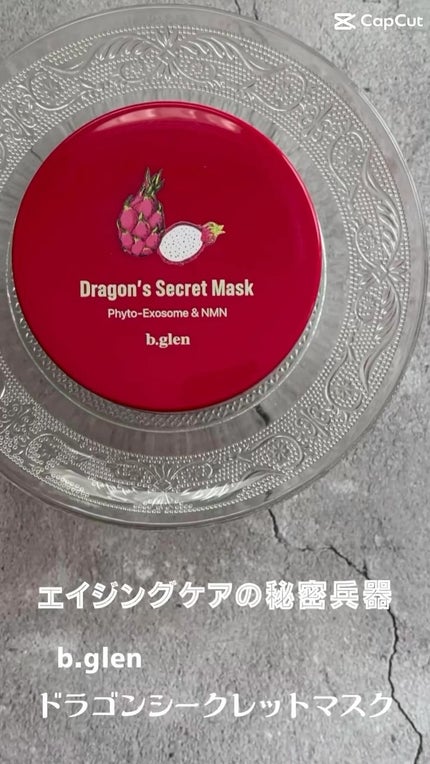 CapCut
Dragon's Secret Mask
Phyto-Exosome & NMN
b.glen
エイジングケアの秘密兵器
b.glen
ドラゴンシークレットマスク